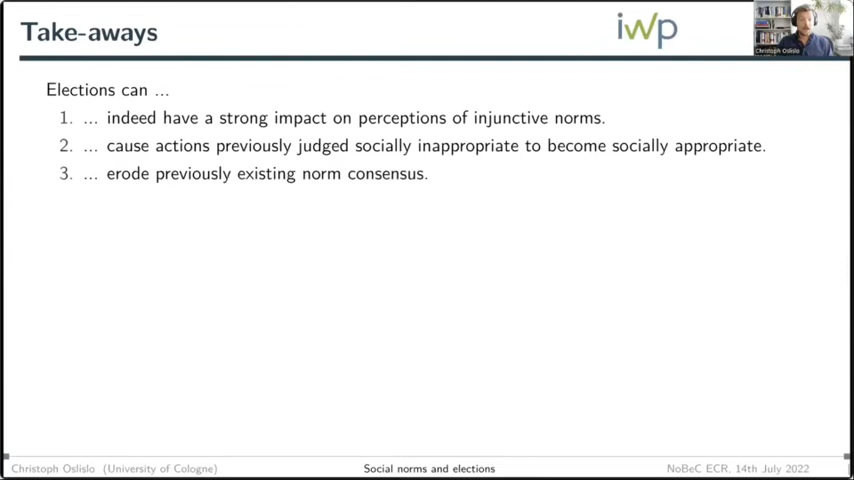 Take-aways
iwp
Christoph Oslislo
Elections can ...
1. ... indeed have a strong impact on perceptions of injunctive norms.
2. ... cause actions previously judged socially inappropriate to become socially appropriate.
3. ... erode previously existing norm consensus.
Christoph Oslislo (University of Cologne)
Social norms and elections
NoBeC ECR, 14th July 2022